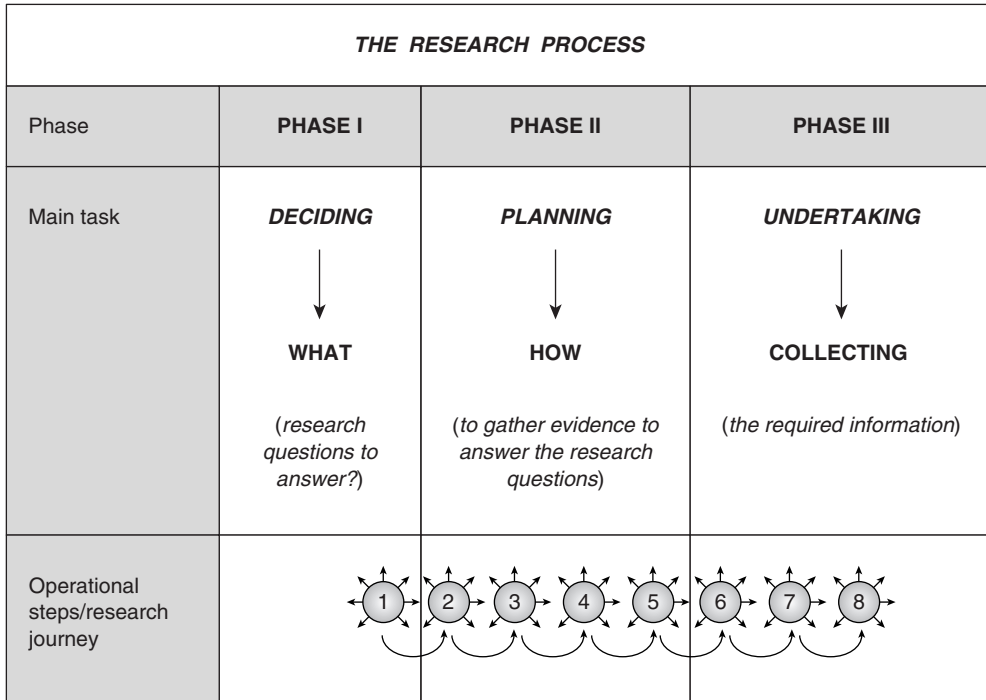 THE RESEARCH PROCESS
Phase
PHASE I
PHASE II
PHASE III
Main task
DECIDING
WHAT
(research
questions to
answer?)
PLANNING
HOW
(to gather evidence to
answer the research
questions)
UNDERTAKING
COLLECTING
(the required information)
Operational
steps/research
journey
1 2 3 4 5 6 7 8